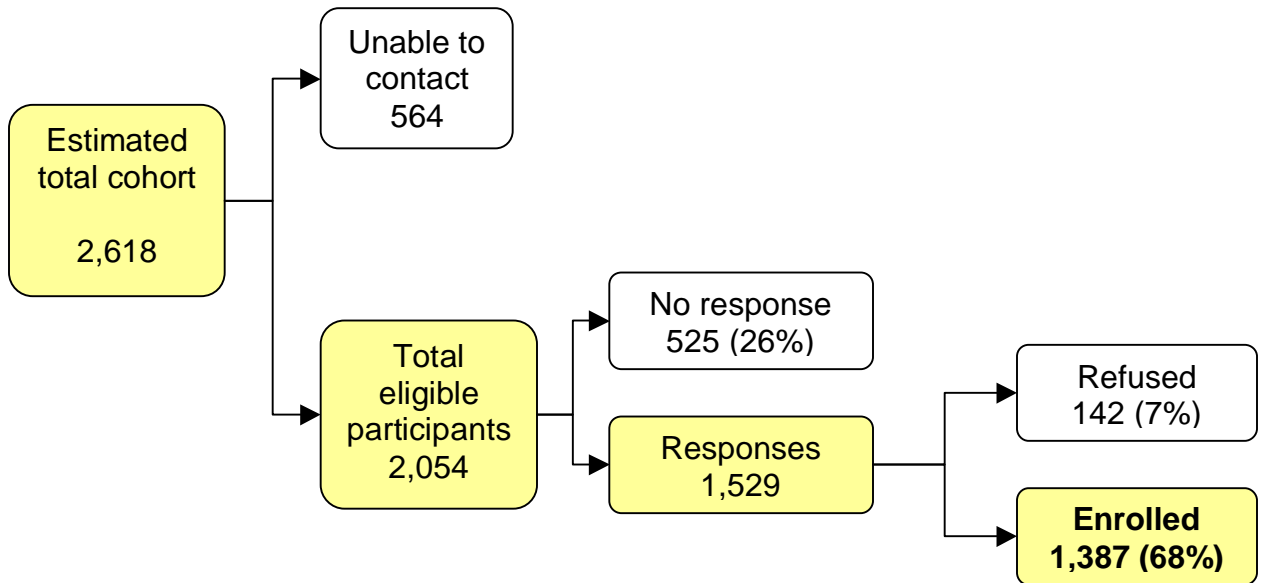 Estimated
total cohort
2,618
Unable to
contact
564
Total
eligible
participants
2,054
No response
525 (26%)
Responses
1,529
Refused
142 (7%)
Enrolled
1,387 (68%)